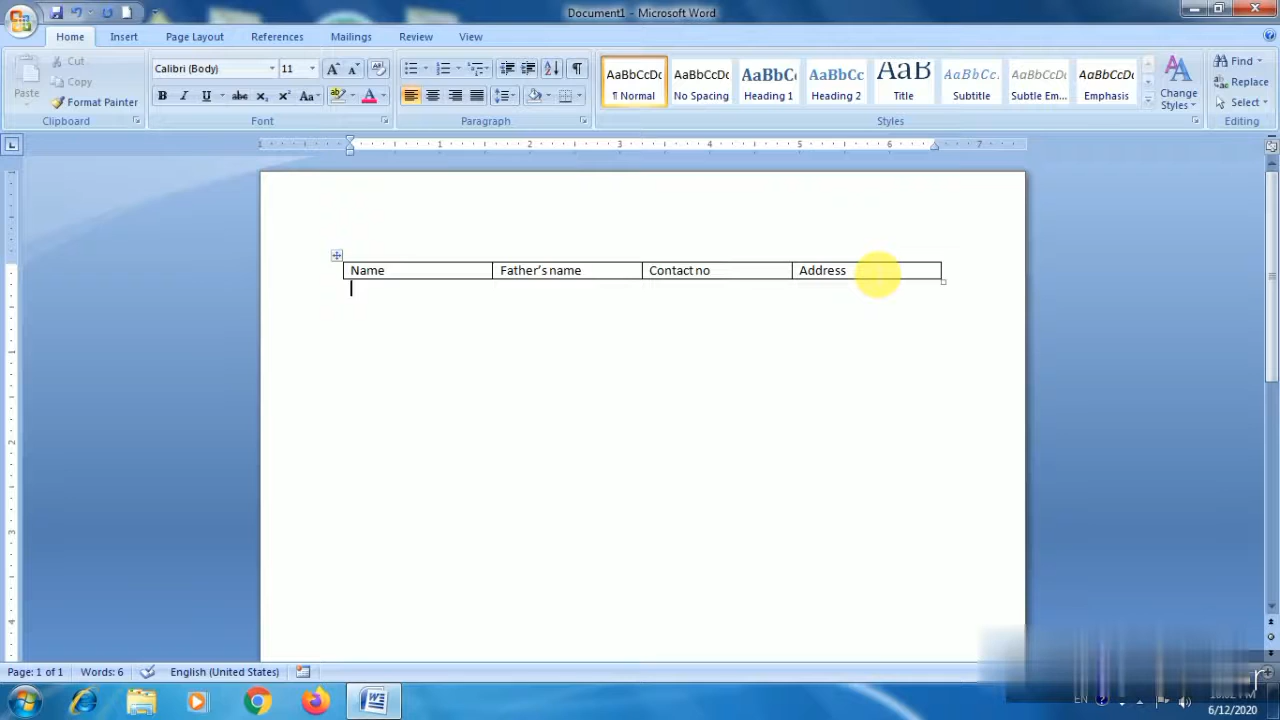 Document1 - Microsoft Word
Home Insert Page Layout References Mailings Review View
Paste
Cut
Copy
Format Painter
Clipboard
Calibri (Body) 11
Font
Paragraph
AaBbCcDc AaBbCcDc AaBbC AaBbCc AaB AaBbCc. AaBbCcDc AaBbCcDc
¶ Normal No Spacing Heading 1 Heading 2 Title Subtitle Subtle Em... Emphasis
Styles
Change
Styles
Find
Replace
Select
Editing
Name Father's name Contact no Address
Page: 1 of 1 Words: 6 English (United States)
EN
6/12/2020